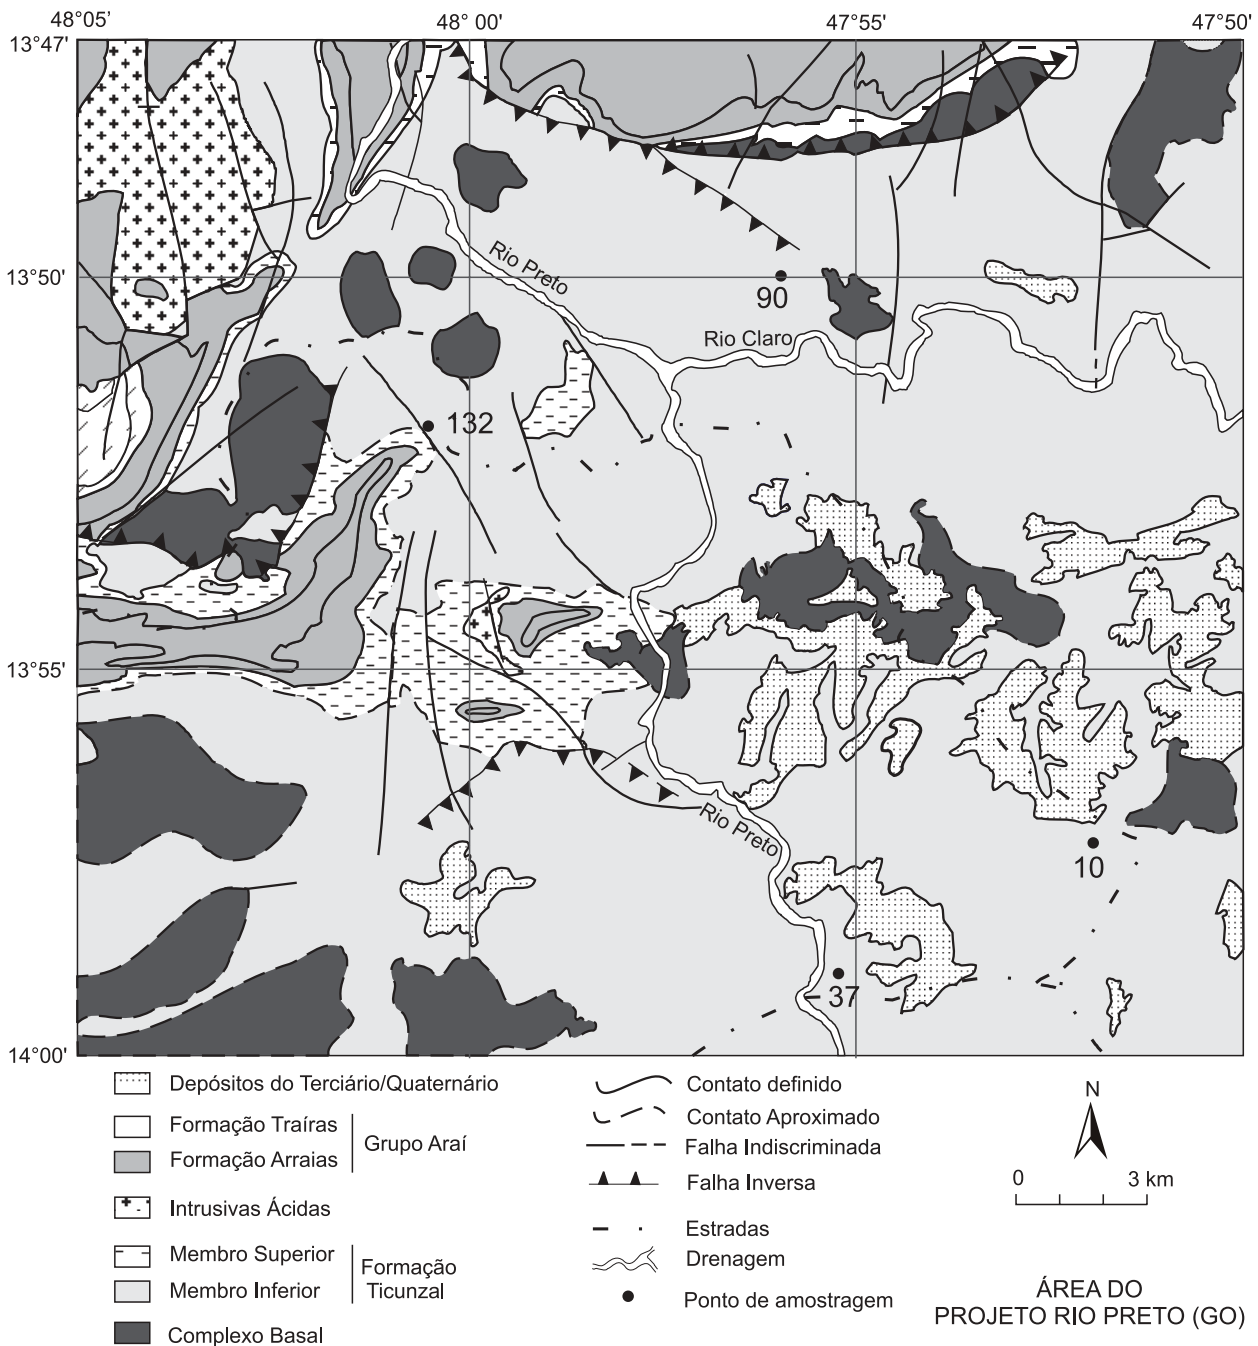 48°05' 48° 00' 47°55' 47°50'
13°47'
Rio Preto
13°50'
90
Rio Claro
132
13°55'
Rio Preto
10
37
14°00'
Depósitos do Terciário/Quaternário
Formação Traíras
Formação Arraias
Grupo Araí
Intrusivas Ácidas
Membro Superior
Membro Inferior
Formação
Ticunzal
Complexo Basal
Contato definido
Contato Aproximado
Falha Indiscriminada
Falha Inversa
Estradas
Drenagem
Ponto de amostragem
N
0 3 km
ÁREA DO
PROJETO RIO PRETO (GO)